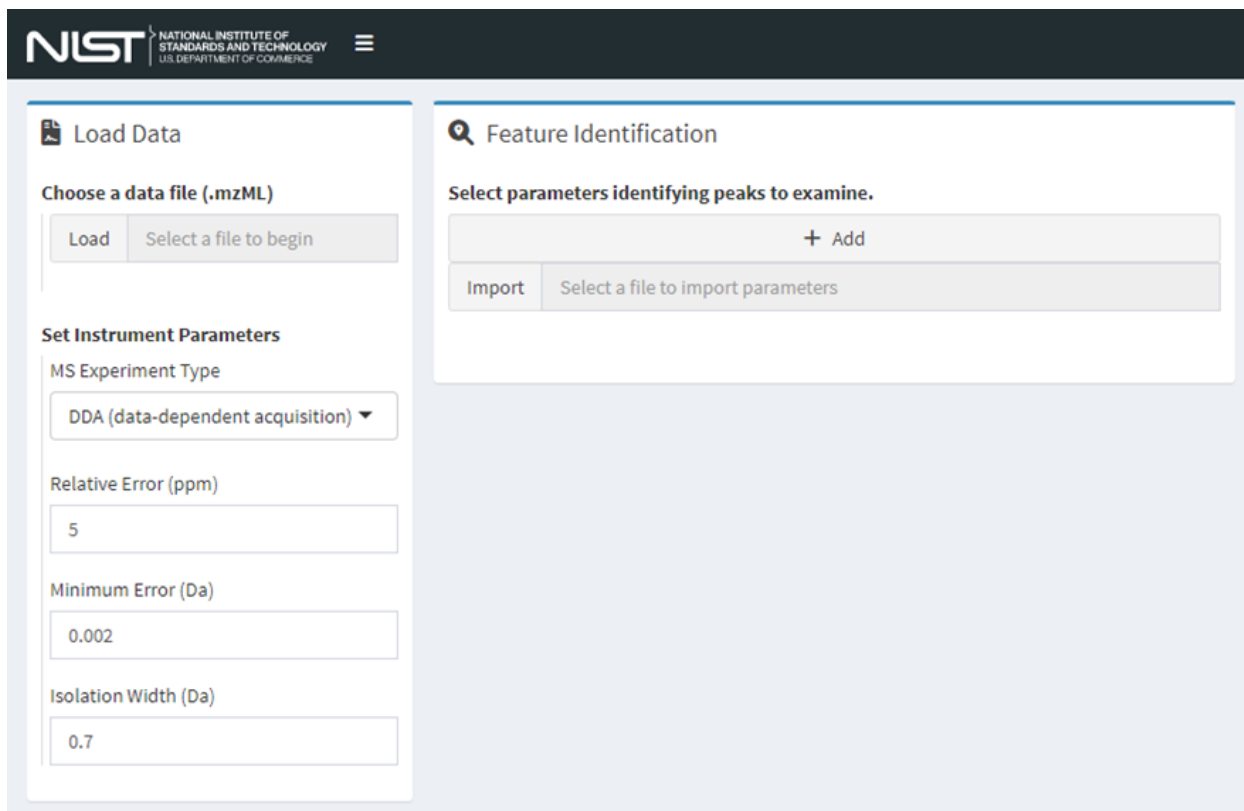 NIST
NATIONAL INSTITUTE OF
STANDARDS AND TECHNOLOGY
U.S. DEPARTMENT OF COMMERCE
Load Data
Choose a data file (.mzML)
Load Select a file to begin
Set Instrument Parameters
MS Experiment Type
DDA (data-dependent acquisition)
Relative Error (ppm)
5
Minimum Error (Da)
0.002
Isolation Width (Da)
0.7
Feature Identification
Select parameters identifying peaks to examine.
+ Add
Import Select a file to import parameters